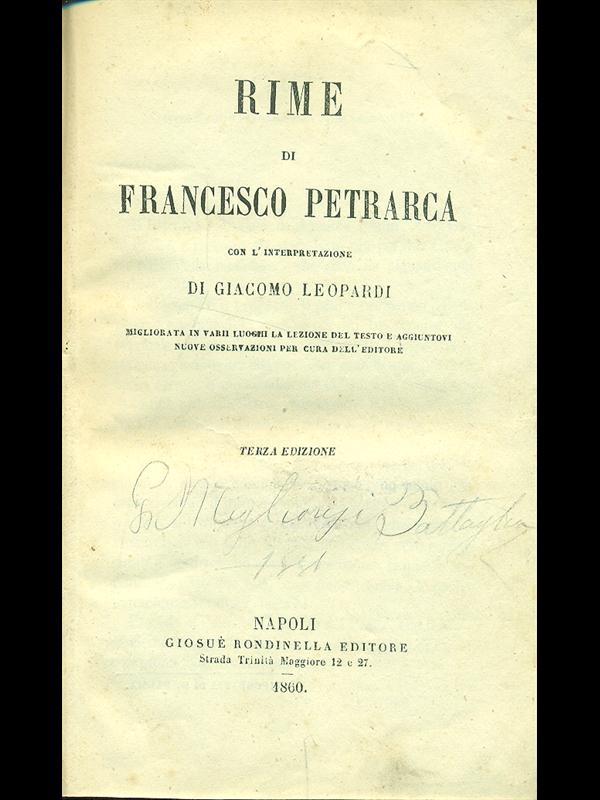 RIME
DI
FRANCESCO PETRARCA
CON L'INTERPRETAZIONE
DI GIACOMO LEOPARDI
MIGLIORATA IN VARII LUOGHI LA LEZIONE DEL TESTO E AGGIUNTOVI
NUOVE OSSERVAZIONI PER CURA DELL'EDITORE
TERZA EDIZIONE
Battaglia
NAPOLI
GIOSUÈ RONDINELLA EDITORE
Strada Trinità Maggiore 12 e 27.
1860.